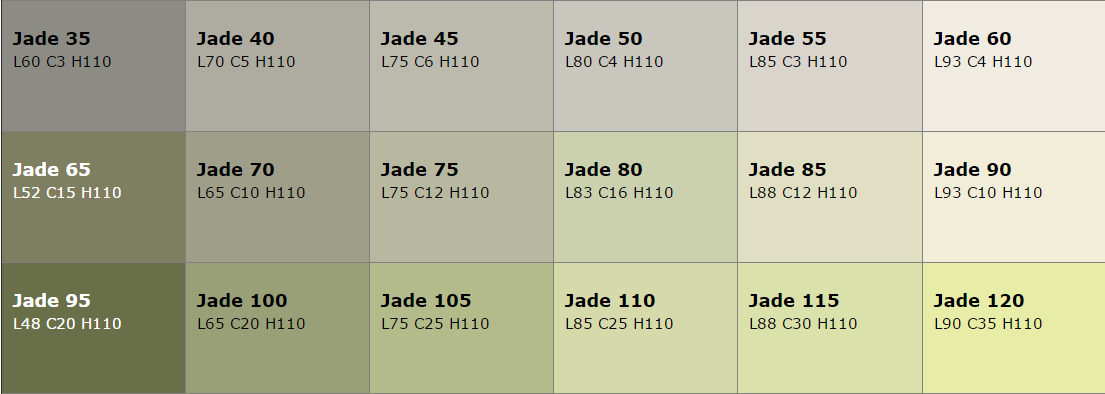 Jade 35
L60 C3 H110
Jade 40
L70 C5 H110
Jade 45
L75 C6 H110
Jade 50
L80 C4 H110
Jade 55
L85 C3 H110
Jade 60
L93 C4 H110
Jade 65
L52 C15 H110
Jade 70
L65 C10 H110
Jade 75
L75 C12 H110
Jade 80
L83 C16 H110
Jade 85
L88 C12 H110
Jade 90
L93 C10 H110
Jade 95
L48 C20 H110
Jade 100
L65 C20 H110
Jade 105
L75 C25 H110
Jade 110
L85 C25 H110
Jade 115
L88 C30 H110
Jade 120
L90 C35 H110